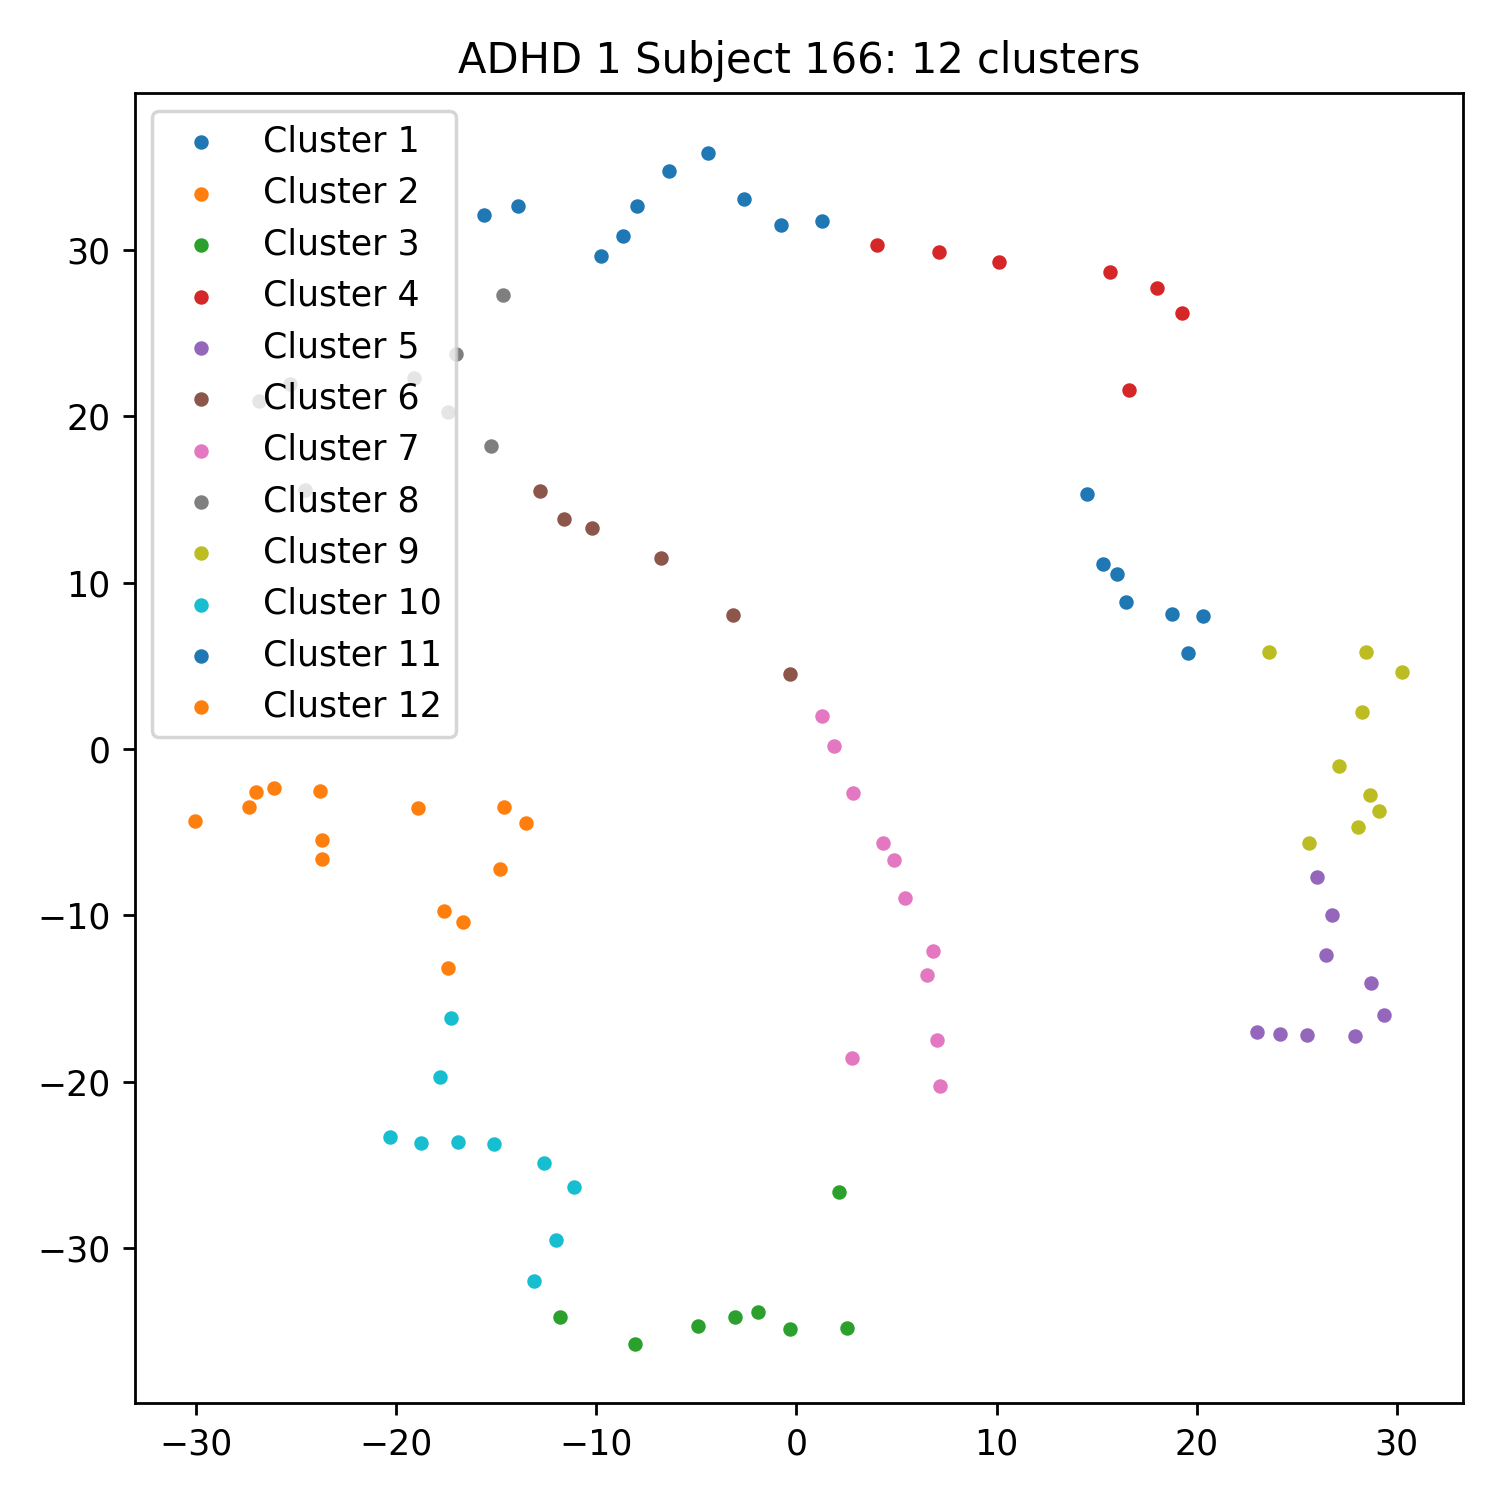 ADHD 1 Subject 166: 12 clusters
Cluster 1
Cluster 2
Cluster 3
Cluster 4
Cluster 5
Cluster 6
Cluster 7
Cluster 8
Cluster 9
Cluster 10
Cluster 11
Cluster 12
30
20
10
0
−10
−20
−30
−30 −20 −10 0 10 20 30